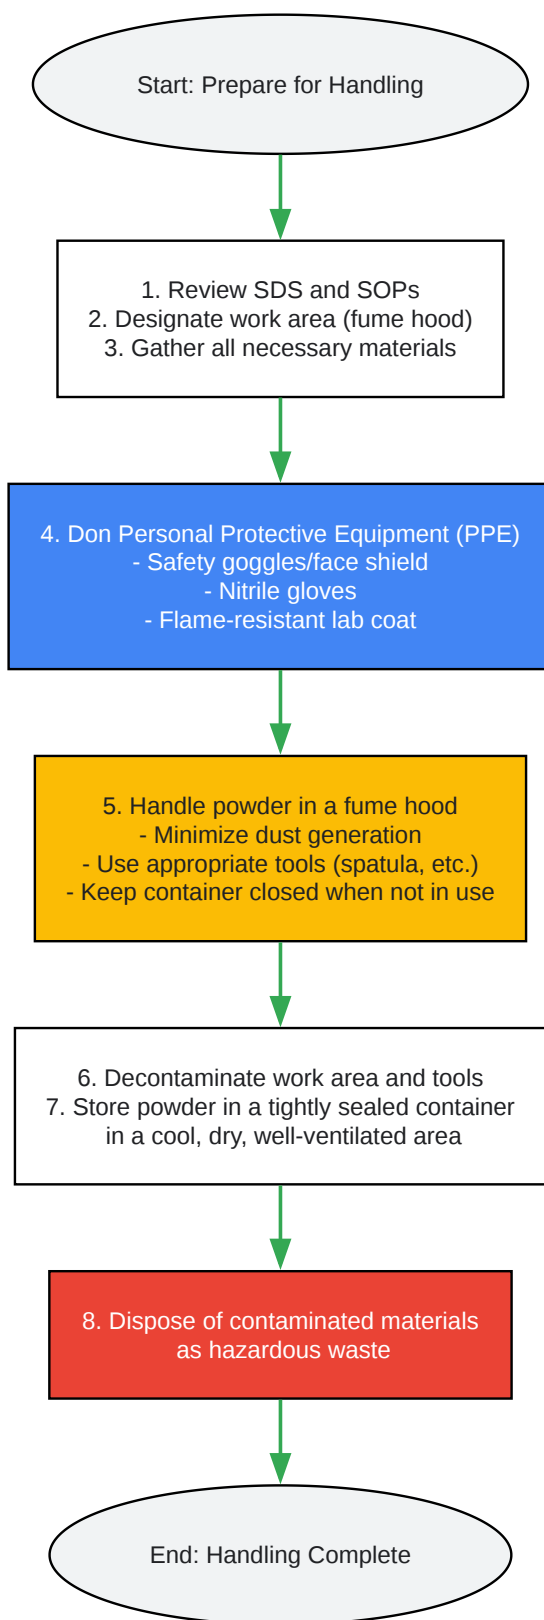 Start: Prepare for Handling
1. Review SDS and SOPs
2. Designate work area (fume hood)
3. Gather all necessary materials
4. Don Personal Protective Equipment (PPE)
- Safety goggles/face shield
- Nitrile gloves
- Flame-resistant lab coat
5. Handle powder in a fume hood
- Minimize dust generation
- Use appropriate tools (spatula, etc.)
- Keep container closed when not in use
6. Decontaminate work area and tools
7. Store powder in a tightly sealed container
in a cool, dry, well-ventilated area
8. Dispose of contaminated materials
as hazardous waste
End: Handling Complete